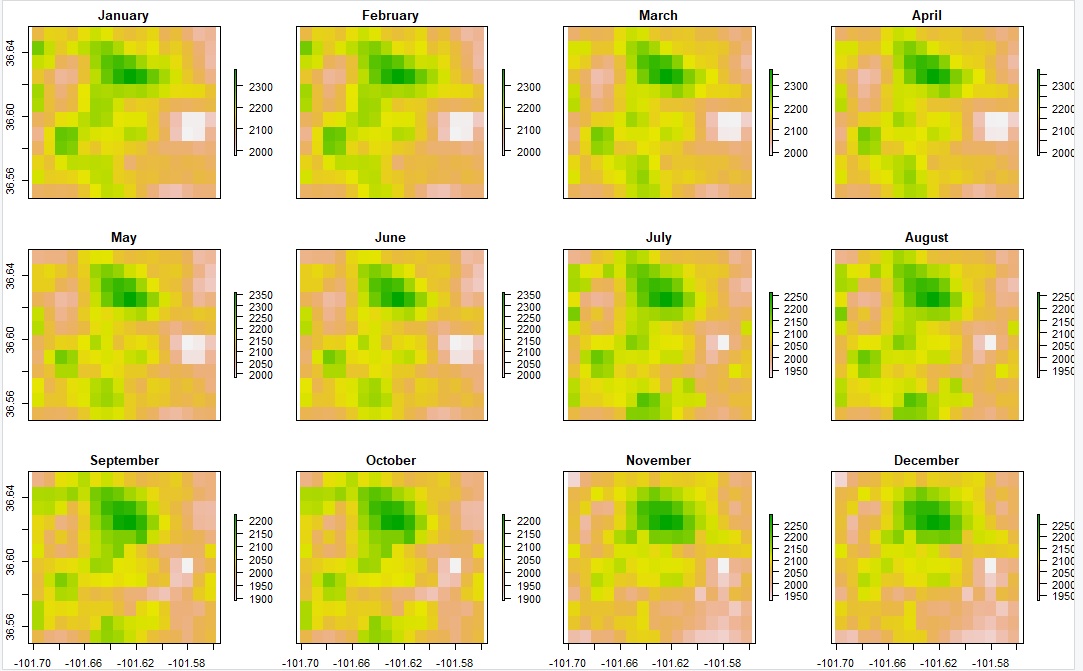 January February March April
36.64
36.60
36.56
2300 2300 2300 2300
2200 2200 2200 2200
2100 2100 2100 2100
2000 2000 2000 2000
May June July August
36.64
36.60
36.56
2350 2350 2250 2250
2300 2300 2200 2200
2250 2250 2150 2150
2200 2200 2100 2100
2150 2150 2050 2050
2100 2100 2000 2000
2050 2050 1950 1950
2000 2000
September October November December
36.64
36.60
36.56
2200 2200 2250 2250
2150 2150 2200 2200
2100 2100 2150 2150
2050 2050 2100 2100
2000 2000 2050 2050
1950 1950 2000 2000
1900 1900 1950 1950
-101.70 -101.66 -101.62 -101.58 -101.70 -101.66 -101.62 -101.58 -101.70 -101.66 -101.62 -101.58 -101.70 -101.66 -101.62 -101.58